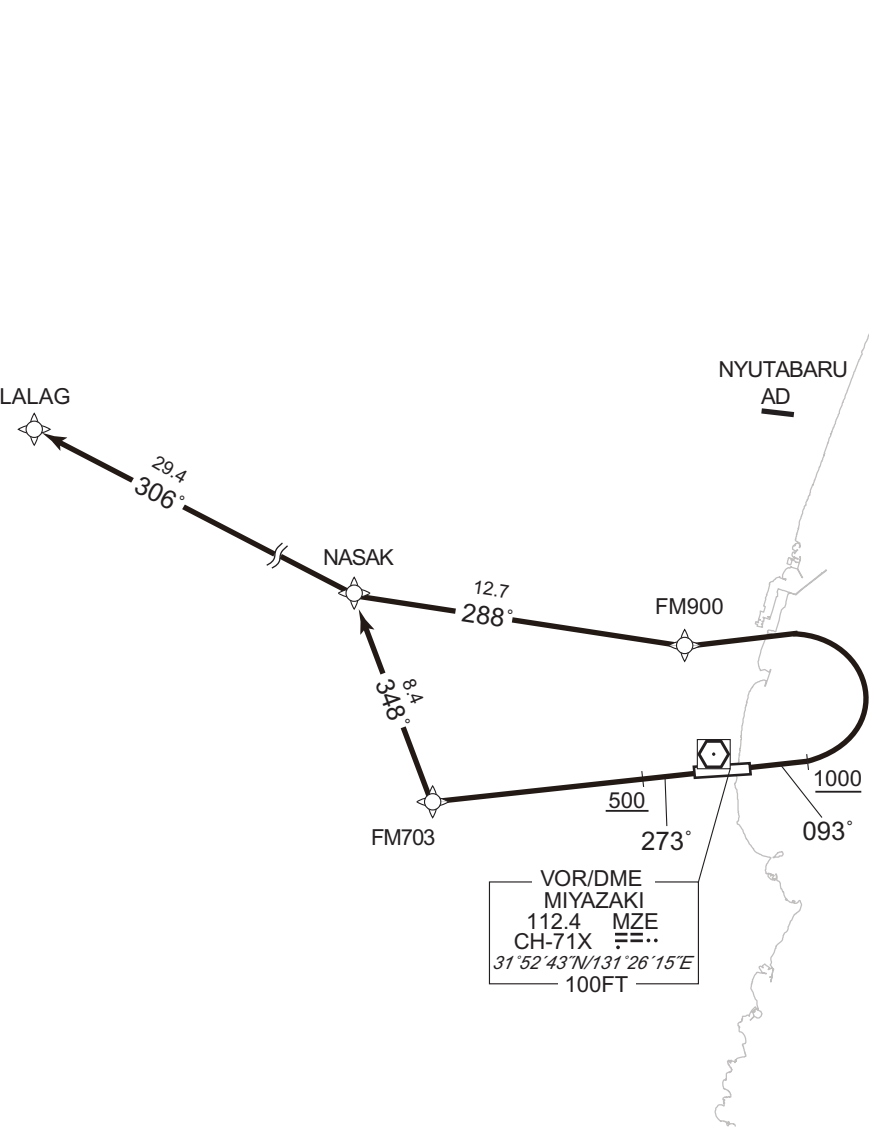 NYUTABARU
AD
LALAG
29.4
306°
NASAK
12.7
288°
FM900
8.4
348°
FM703
500
273°
1000
093°
VOR/DME
MIYAZAKI
112.4 MZE
CH-71X
31°52′43″N/131°26′15″E
100FT